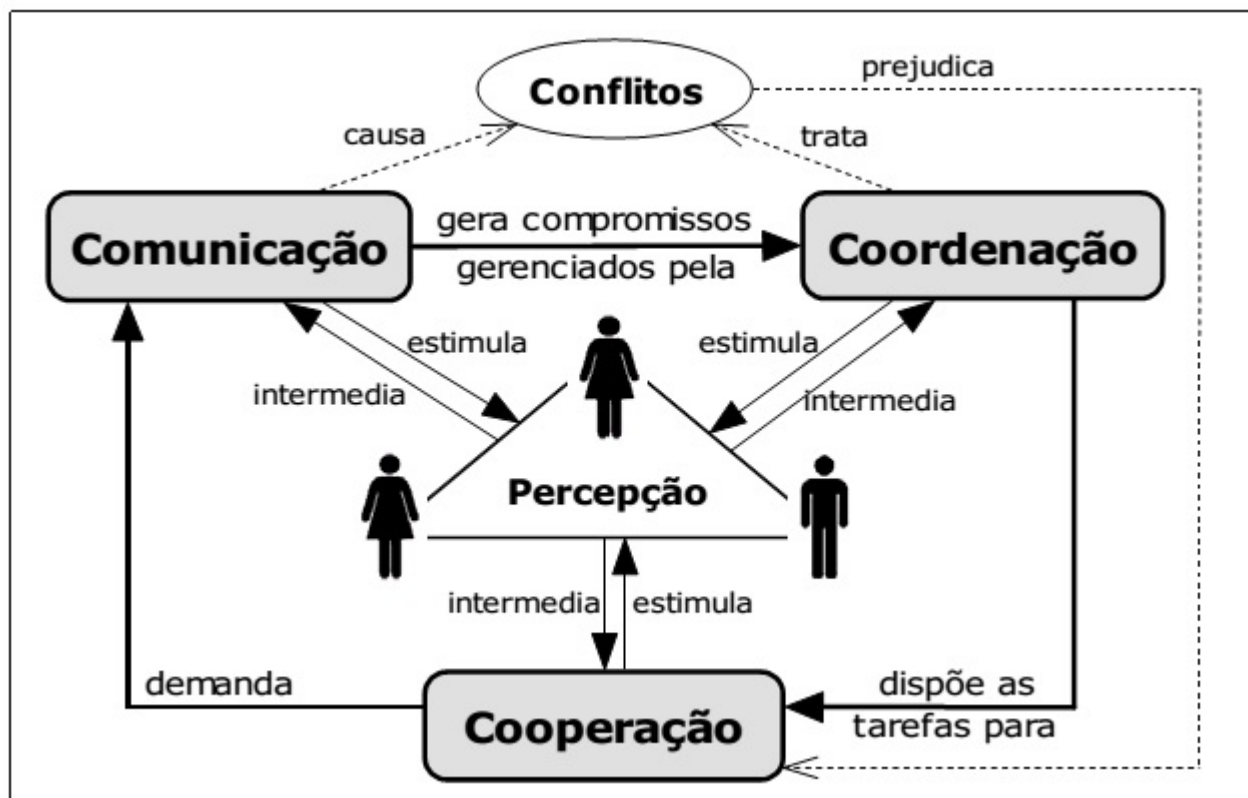 prejudica
Conflitos
causa
trata
gera compromissos
Comunicação
Coordenação
gerenciados pela
estimula
estimula
intermedia
intermedia
Percepção
intermedia
estimula
demanda
dispõe as
Cooperação
tarefas para